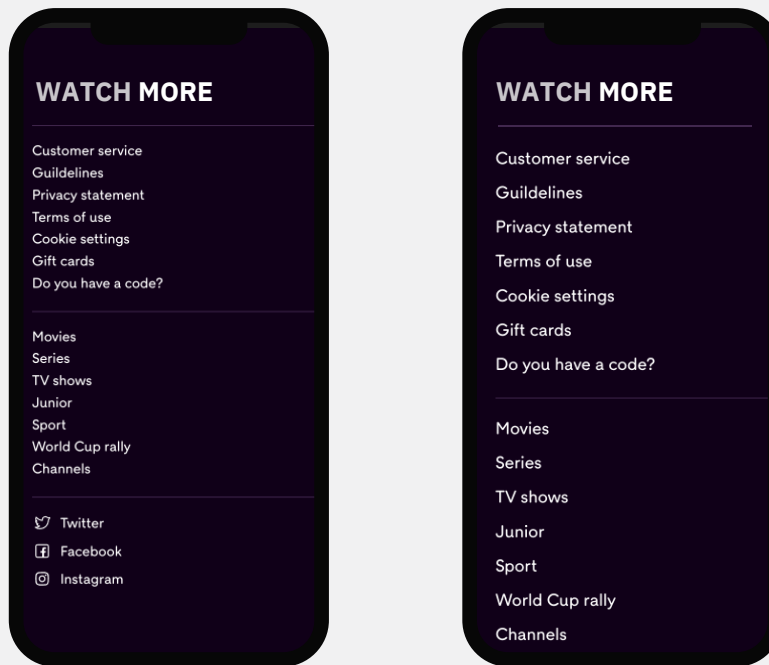 WATCH MORE
Customer service
Guildelines
Privacy statement
Terms of use
Cookie settings
Gift cards
Do you have a code?
Movies
Series
TV shows
Junior
Sport
World Cup rally
Channels
Twitter
Facebook
Instagram
WATCH MORE
Customer service
Guildelines
Privacy statement
Terms of use
Cookie settings
Gift cards
Do you have a code?
Movies
Series
TV shows
Junior
Sport
World Cup rally
Channels